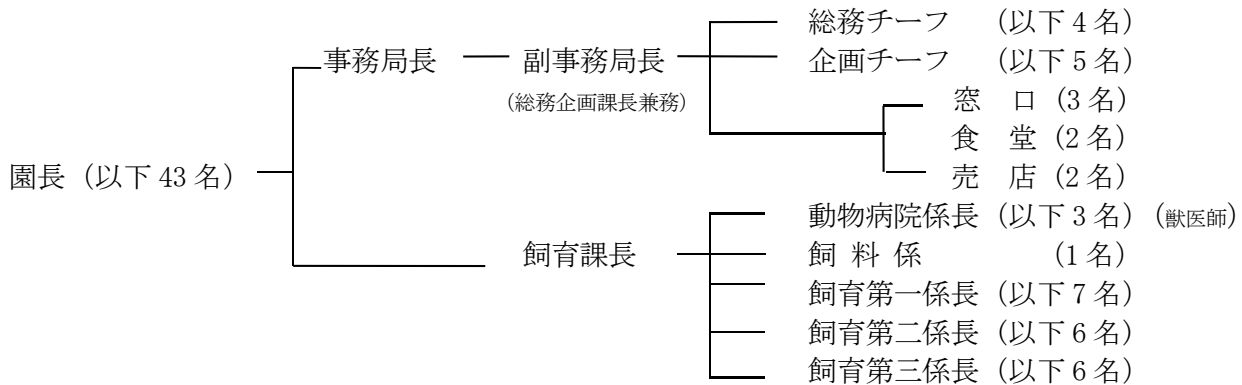 総務チーフ (以下4名)
事務局長 副事務局長 企画チーフ (以下5名)
(総務企画課長兼務)
窓 口 (3名)
食 堂 (2名)
園長 (以下43名)
売 店 (2名)
動物病院係長 (以下3名) (獣医師)
飼育課長 飼 料 係 (1名)
飼育第一係長 (以下7名)
飼育第二係長 (以下6名)
飼育第三係長 (以下6名)